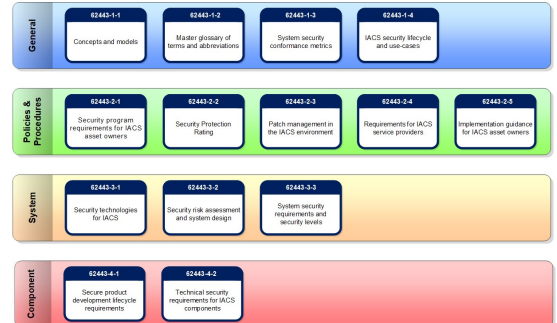 General
62443-1-1
Concepts and models
62443-1-2
Master glossary of
terms and abbreviations
62443-1-3
System security
conformance metrics
62443-1-4
IACS security lifecycle
and use-cases
Policies &
Procedures
62443-2-1
Security program
requirements for IACS
asset owners
62443-2-2
Security Protection
Rating
62443-2-3
Patch management in
the IACS environment
62443-2-4
Requirements for IACS
service providers
62443-2-5
Implementation guidance
for IACS asset owners
System
62443-3-1
Security technologies
for IACS
62443-3-2
Security risk assessment
and system design
62443-3-3
System security
requirements and
security levels
Component
62443-4-1
Secure product
development lifecycle
requirements
62443-4-2
Technical security
requirements for IACS
components